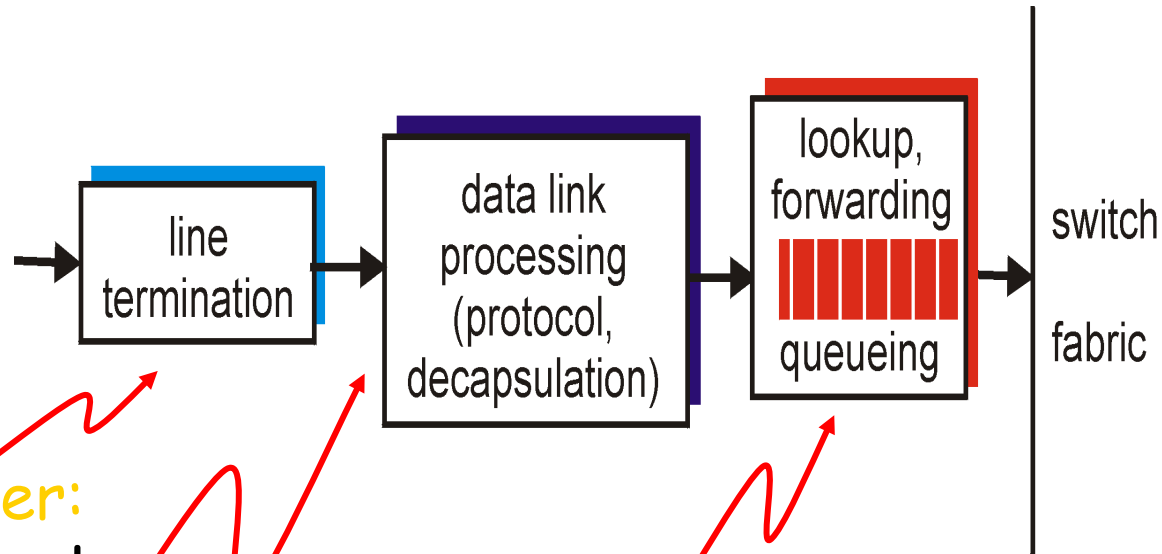 line
termination
data link
processing
(protocol,
decapsulation)
lookup,
forwarding
queueing
switch
fabric
er: